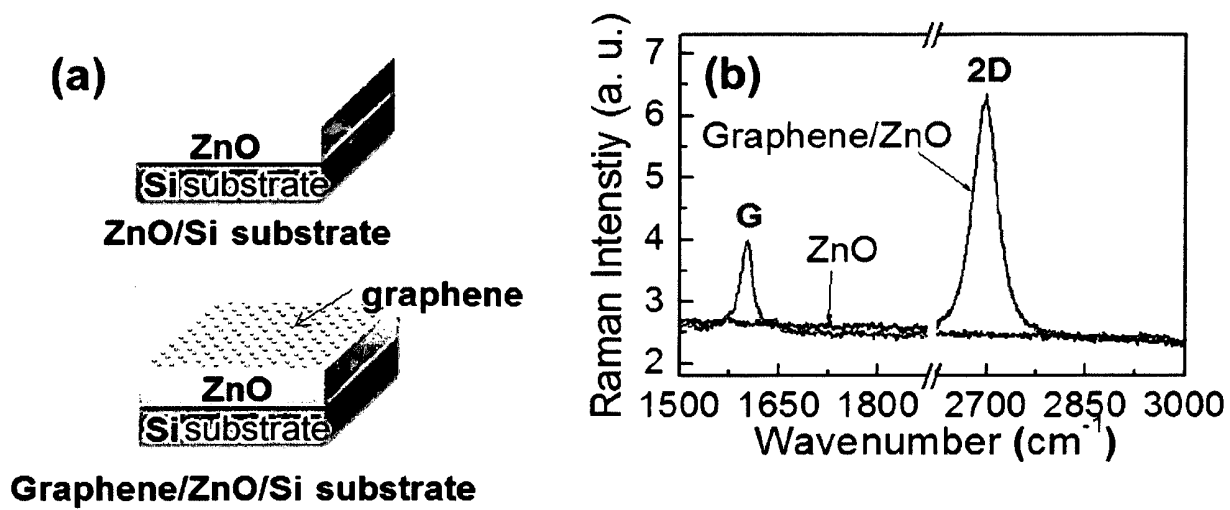 (a)
ZnO
Si substrate
ZnO/Si substrate
graphene
ZnO
Si substrate
Graphene/ZnO/Si substrate
(b)
2D
Graphene/ZnO
G
ZnO
Raman Intenstiy (a. u.)
7
6
5
4
3
2
1500 1650 1800 2700 2850 3000
Wavenumber (cm⁻¹)